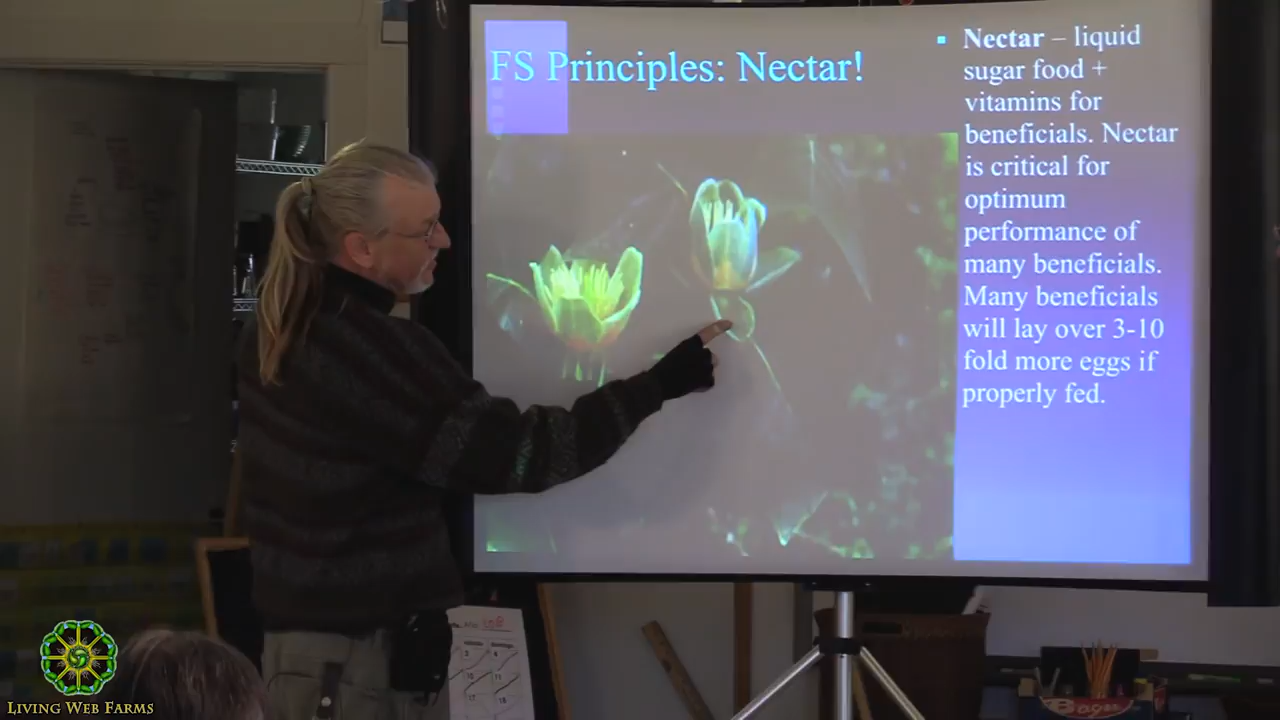 FS Principles: Nectar!
Nectar – liquid
sugar food +
vitamins for
beneficials. Nectar
is critical for
optimum
performance of
many beneficials.
Many beneficials
will lay over 3-10
fold more eggs if
properly fed.
LIVING WEB FARMS